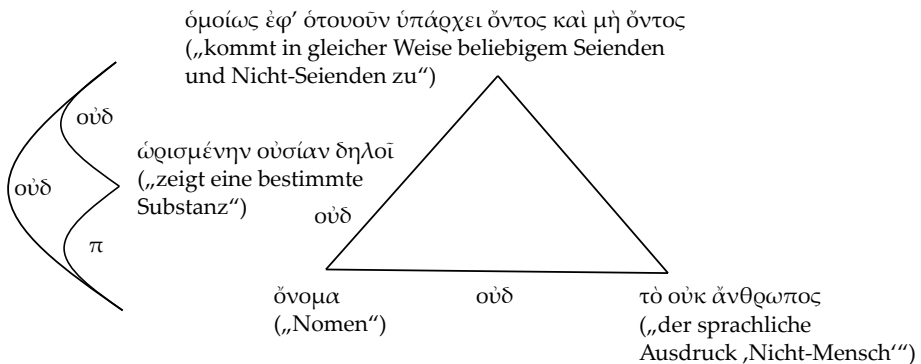 ὁμοίως ἐφ’ ὁτουοῦν ὑπάρχει ὄντος καὶ μὴ ὄντος
(„kommt in gleicher Weise beliebigem Seienden
und Nicht-Seienden zu“)
οὐδ
ὡρισμένην οὐσίαν δηλοῖ
(„zeigt eine bestimmte
Substanz“)
οὐδ
οὐδ
π
ὄνομα
(„Nomen“)
οὐδ
τὸ οὐκ ἄνθρωπος
(„der sprachliche
Ausdruck ‚Nicht-Mensch‘“)